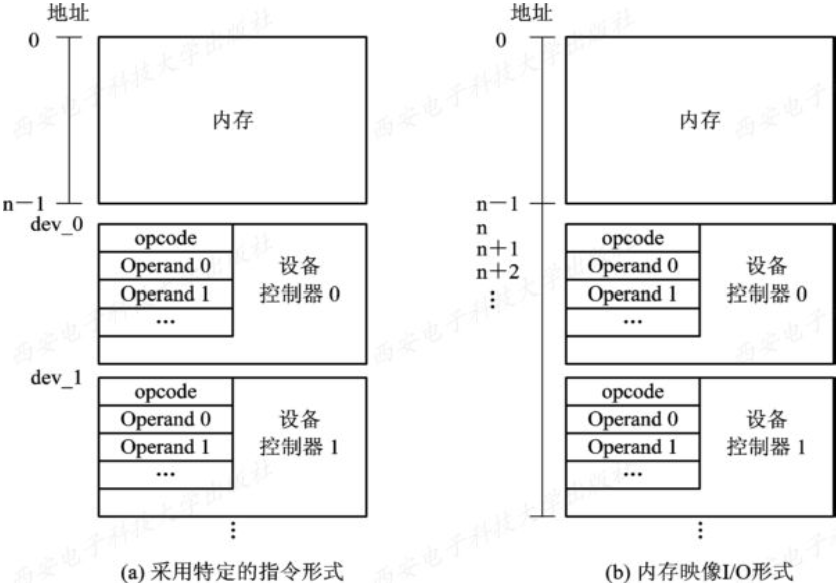 地址
0
内存
n－1
dev_0
opcode
Operand 0
Operand 1
...
设备
控制器 0
dev_1
opcode
Operand 0
Operand 1
...
设备
控制器 1
⋮
(a) 采用特定的指令形式
地址
0
内存
n－1
n
n＋1
n＋2
⋮
opcode
Operand 0
Operand 1
...
设备
控制器 0
opcode
Operand 0
Operand 1
...
设备
控制器 1
⋮
(b) 内存映像I/O形式
西安电子科技大学出版社